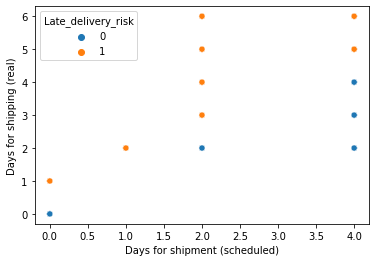 Late_delivery_risk
0
1
6
5
4
3
2
1
0
Days for shipping (real)
0.0 0.5 1.0 1.5 2.0 2.5 3.0 3.5 4.0
Days for shipment (scheduled)